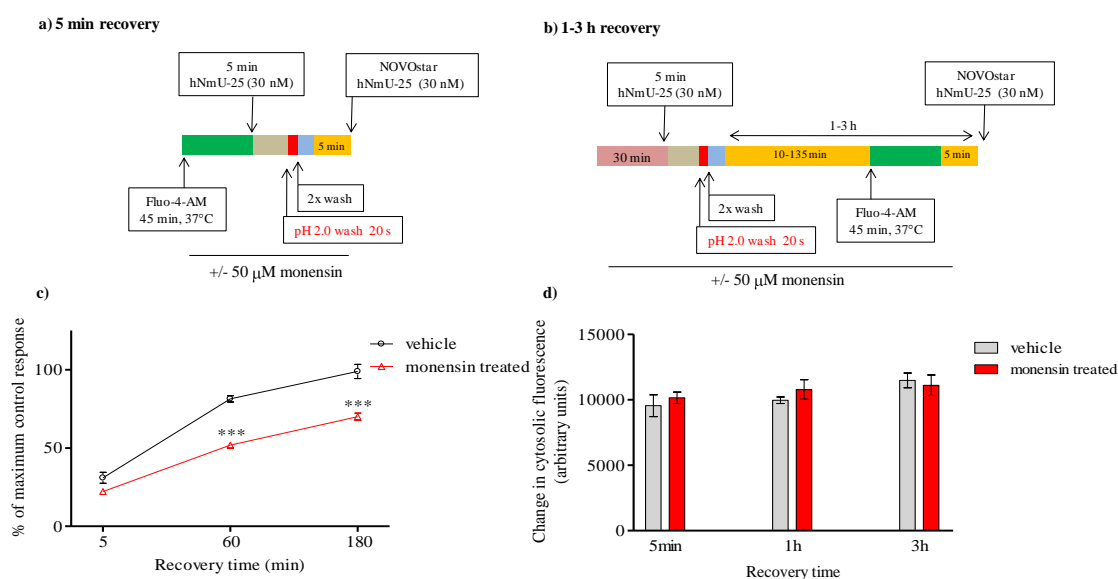 a) 5 min recovery
5 min
hNmU-25 (30 nM)
NOVOstar
hNmU-25 (30 nM)
5 min
Fluo-4-AM
45 min, 37°C
2x wash
pH 2.0 wash 20 s
+/- 50 μM monensin
b) 1-3 h recovery
5 min
hNmU-25 (30 nM)
NOVOstar
hNmU-25 (30 nM)
1-3 h
30 min
10-135min
5 min
2x wash
pH 2.0 wash 20 s
Fluo-4-AM
45 min, 37°C
+/- 50 μM monensin
c)
% of maximum control response
100
50
0
vehicle
monensin treated
***
***
5
60
180
Recovery time (min)
d)
Change in cytosolic fluorescence
(arbitrary units)
15000
10000
5000
0
vehicle
monensin treated
5min
1h
3h
Recovery time